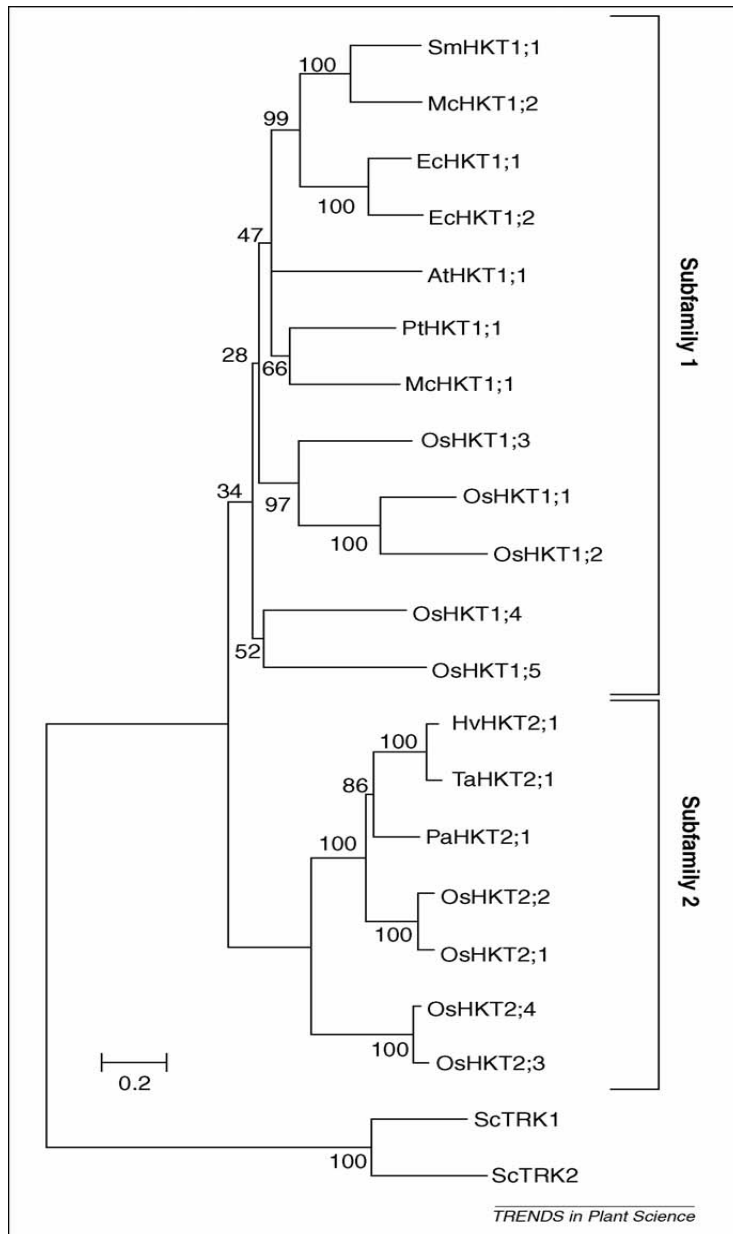 SmHKT1;1
100
McHKT1;2
99
EcHKT1;1
100
EcHKT1;2
47
AtHKT1;1
PtHKT1;1
28
66
McHKT1;1
OsHKT1;3
34
97
OsHKT1;1
100
OsHKT1;2
OsHKT1;4
52
OsHKT1;5
Subfamily 1
HvHKT2;1
100
TaHKT2;1
86
PaHKT2;1
100
OsHKT2;2
100
OsHKT2;1
OsHKT2;4
100
OsHKT2;3
Subfamily 2
0.2
ScTRK1
100
ScTRK2
TRENDS in Plant Science